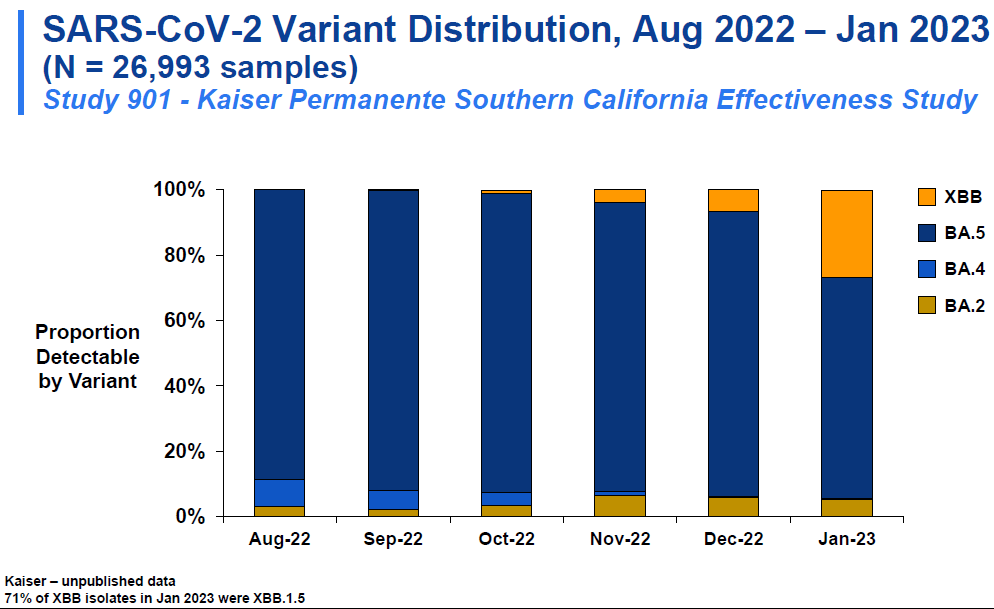 SARS-CoV-2 Variant Distribution, Aug 2022 – Jan 2023
(N = 26,993 samples)
Study 901 - Kaiser Permanente Southern California Effectiveness Study
Proportion
Detectable
by Variant
100%
80%
60%
40%
20%
0%
Aug-22 Sep-22 Oct-22 Nov-22 Dec-22 Jan-23
XBB
BA.5
BA.4
BA.2
Kaiser – unpublished data
71% of XBB isolates in Jan 2023 were XBB.1.5